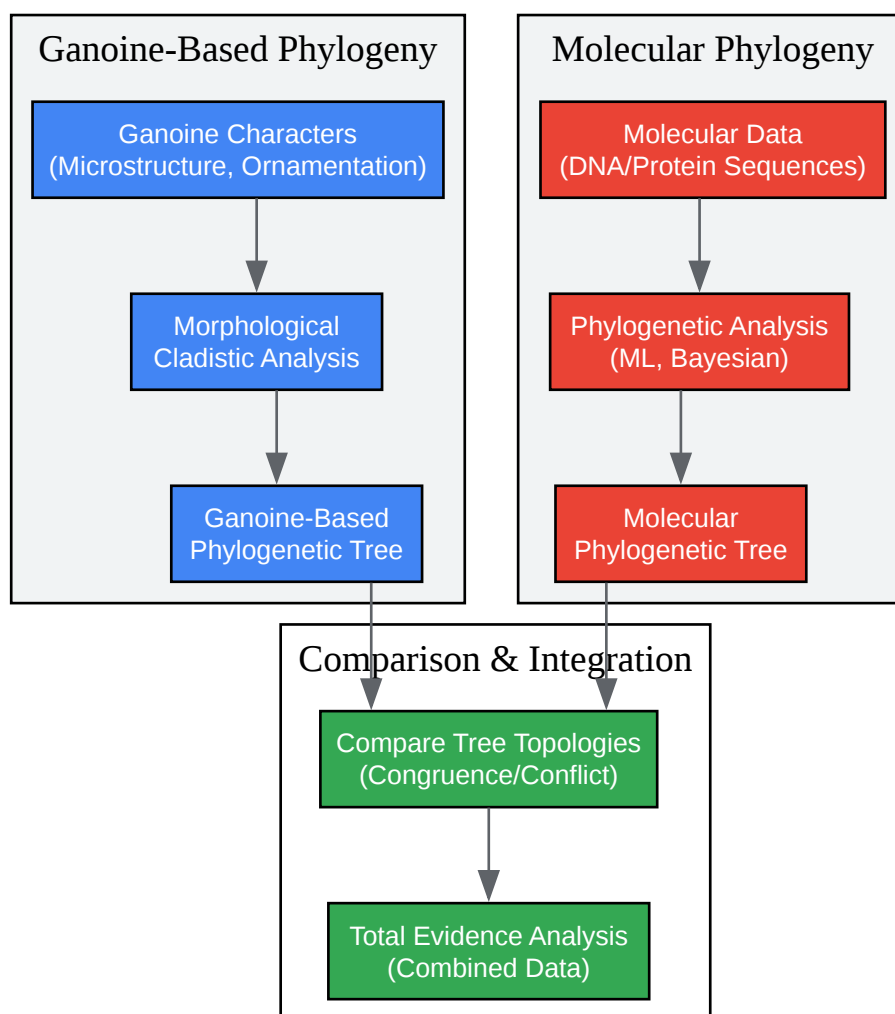 Ganoine-Based Phylogeny
Ganoine Characters
(Microstructure, Ornamentation)
Morphological
Cladistic Analysis
Ganoine-Based
Phylogenetic Tree
Molecular Phylogeny
Molecular Data
(DNA/Protein Sequences)
Phylogenetic Analysis
(ML, Bayesian)
Molecular
Phylogenetic Tree
Comparison & Integration
Compare Tree Topologies
(Congruence/Conflict)
Total Evidence Analysis
(Combined Data)